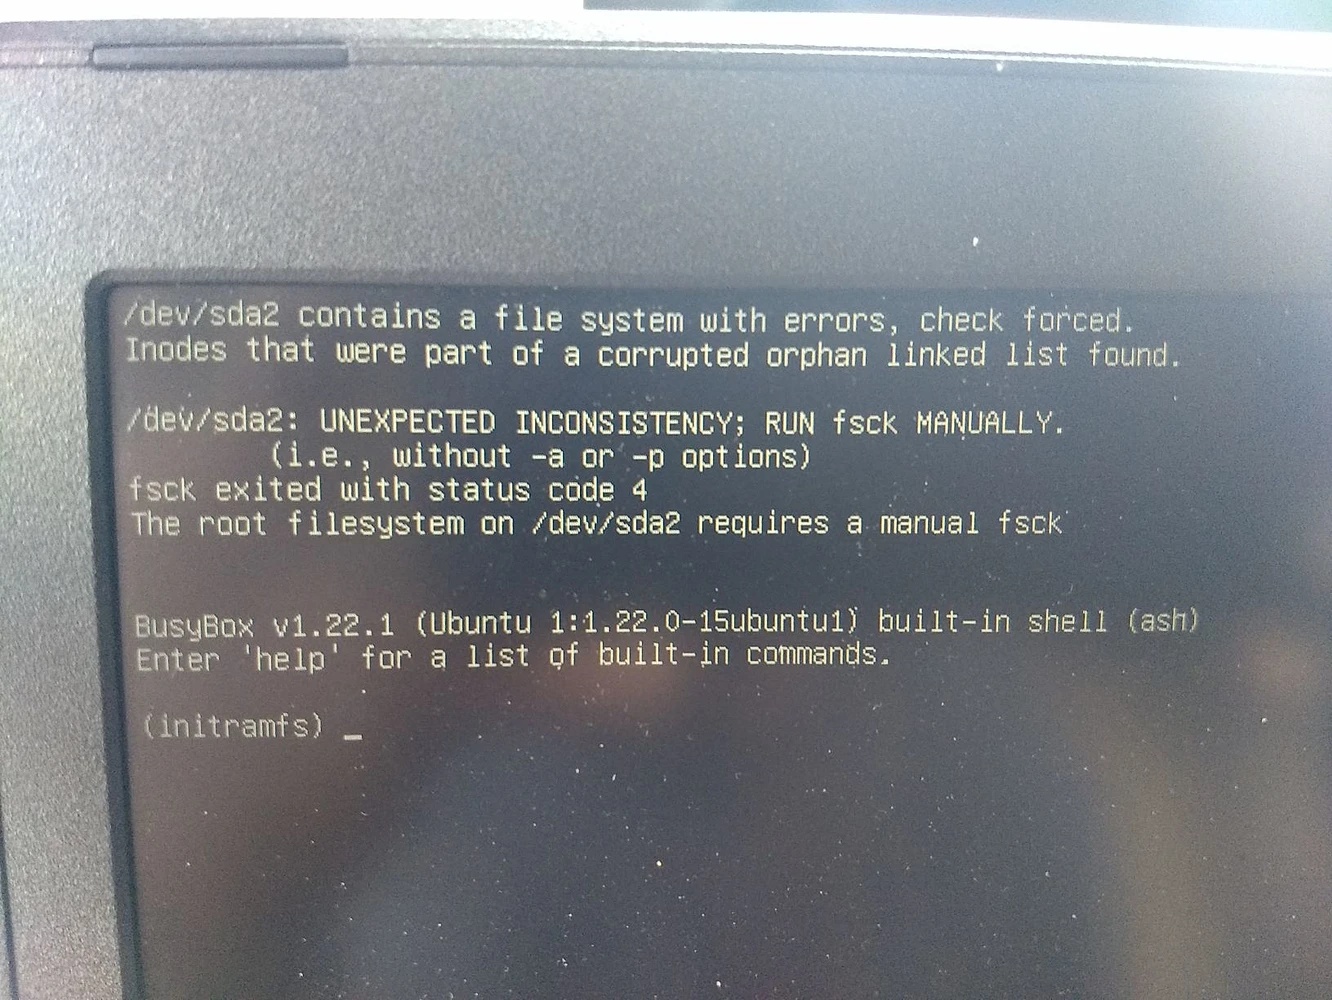 /dev/sda2 contains a file system with errors, check forced.
Inodes that were part of a corrupted orphan linked list found.
/dev/sda2: UNEXPECTED INCONSISTENCY; RUN fsck MANUALLY.
(i.e., without -a or -p options)
fsck exited with status code 4
The root filesystem on /dev/sda2 requires a manual fsck
BusyBox v1.22.1 (Ubuntu 1:1.22.0-15ubuntu1) built-in shell (ash)
Enter 'help' for a list of built-in commands.
(initramfs) _